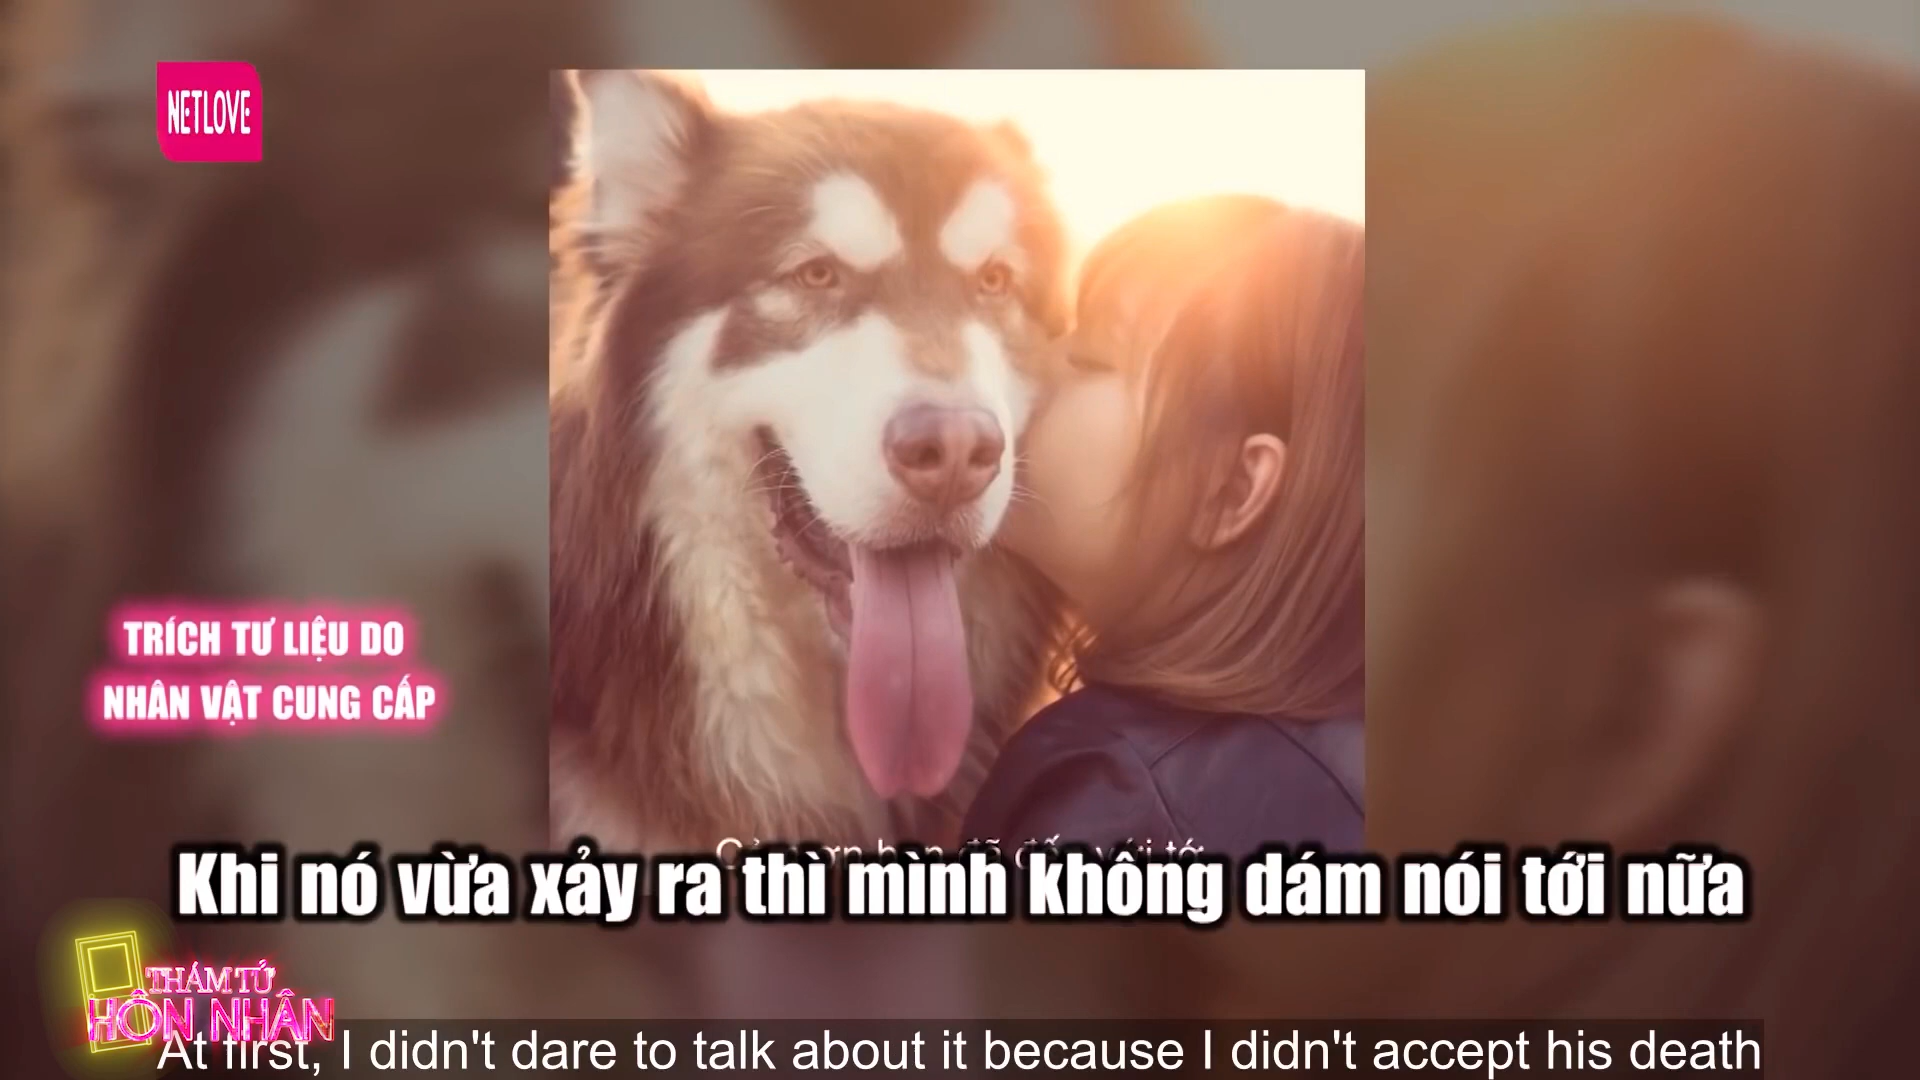 NETLOVE
TRÍCH TƯ LIỆU DO
NHÂN VẬT CUNG CẤP
Khi nó vừa xảy ra thì mình không dám nói tới nữa
THÁM TỬ
HÔN NHÂN
At first, I didn't dare to talk about it because I didn't accept his death